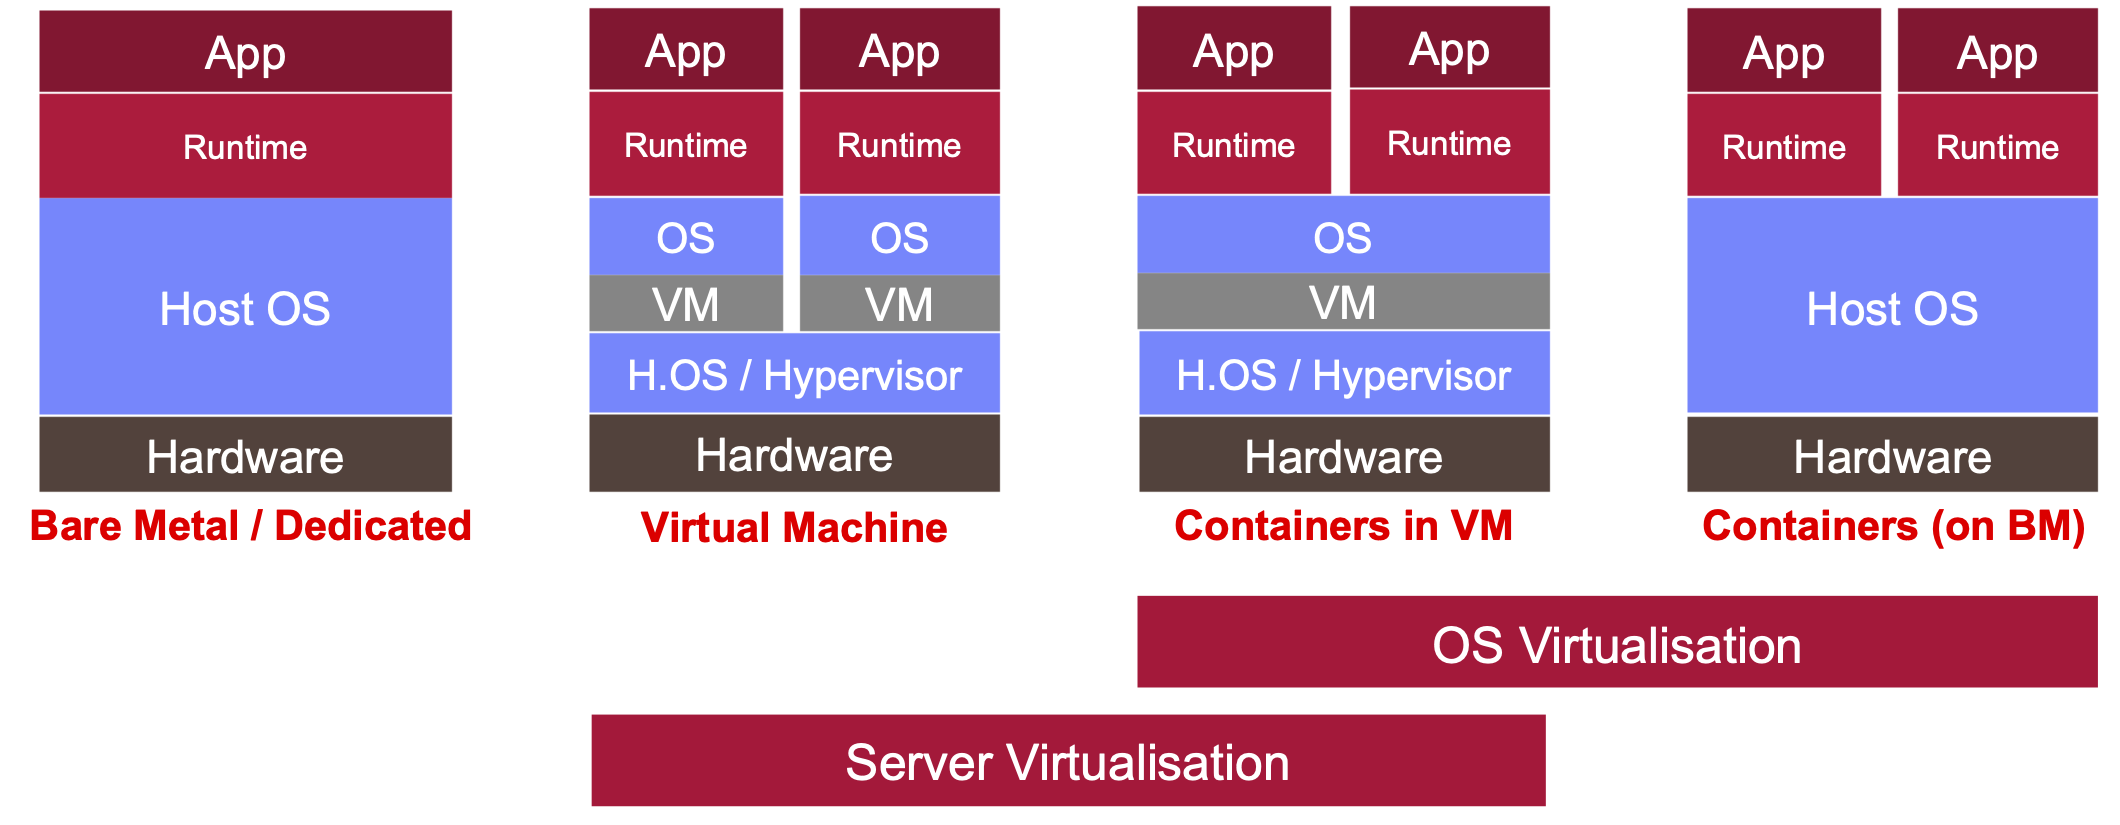 App
Runtime
Host OS
Hardware
Bare Metal / Dedicated
App App
Runtime Runtime
OS OS
VM VM
H.OS / Hypervisor
Hardware
Virtual Machine
App App
Runtime Runtime
OS
VM
H.OS / Hypervisor
Hardware
Containers in VM
App App
Runtime Runtime
Host OS
Hardware
Containers (on BM)
OS Virtualisation
Server Virtualisation